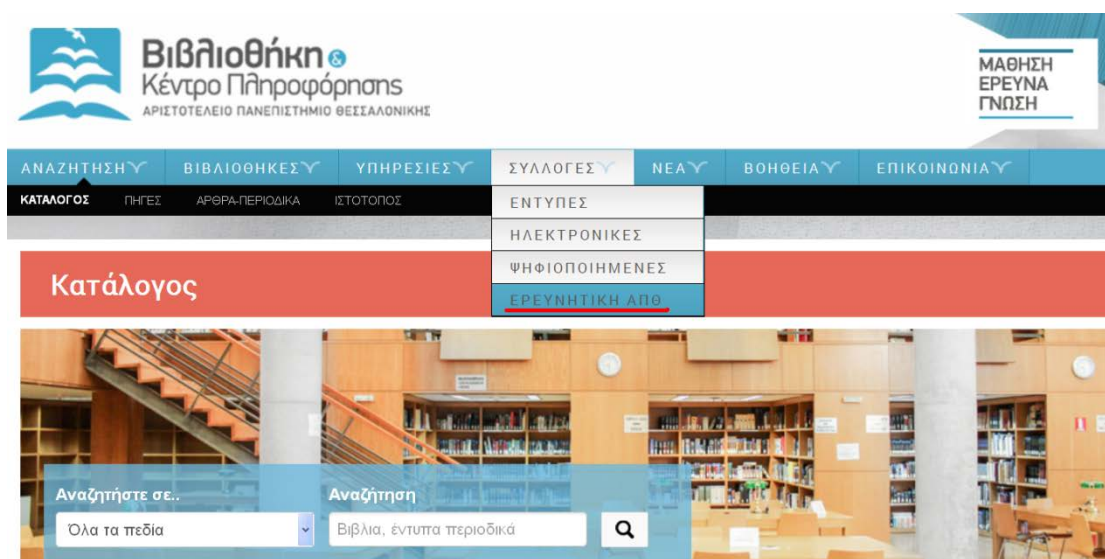 Βιβλιοθήκη &
Κέντρο Πληροφόρησης
ΑΡΙΣΤΟΤΕΛΕΙΟ ΠΑΝΕΠΙΣΤΗΜΙΟ ΘΕΣΣΑΛΟΝΙΚΗΣ
ΜΑΘΗΣΗ
ΕΡΕΥΝΑ
ΓΝΩΣΗ
ΑΝΑΖΗΤΗΣΗ ΒΙΒΛΙΟΘΗΚΕΣ ΥΠΗΡΕΣΙΕΣ ΣΥΛΛΟΓΕΣ ΝΕΑ ΒΟΗΘΕΙΑ ΕΠΙΚΟΙΝΩΝΙΑ
ΚΑΤΑΛΟΓΟΣ ΠΗΓΕΣ ΑΡΘΡΑ-ΠΕΡΙΟΔΙΚΑ ΙΣΤΟΤΟΠΟΣ
ΕΝΤΥΠΕΣ
ΗΛΕΚΤΡΟΝΙΚΕΣ
ΨΗΦΙΟΠΟΙΗΜΕΝΕΣ
ΕΡΕΥΝΗΤΙΚΗ ΑΠΘ
Κατάλογος
Αναζητήστε σε.. Αναζήτηση
Όλα τα πεδία Βιβλια, έντυπα περιοδικά